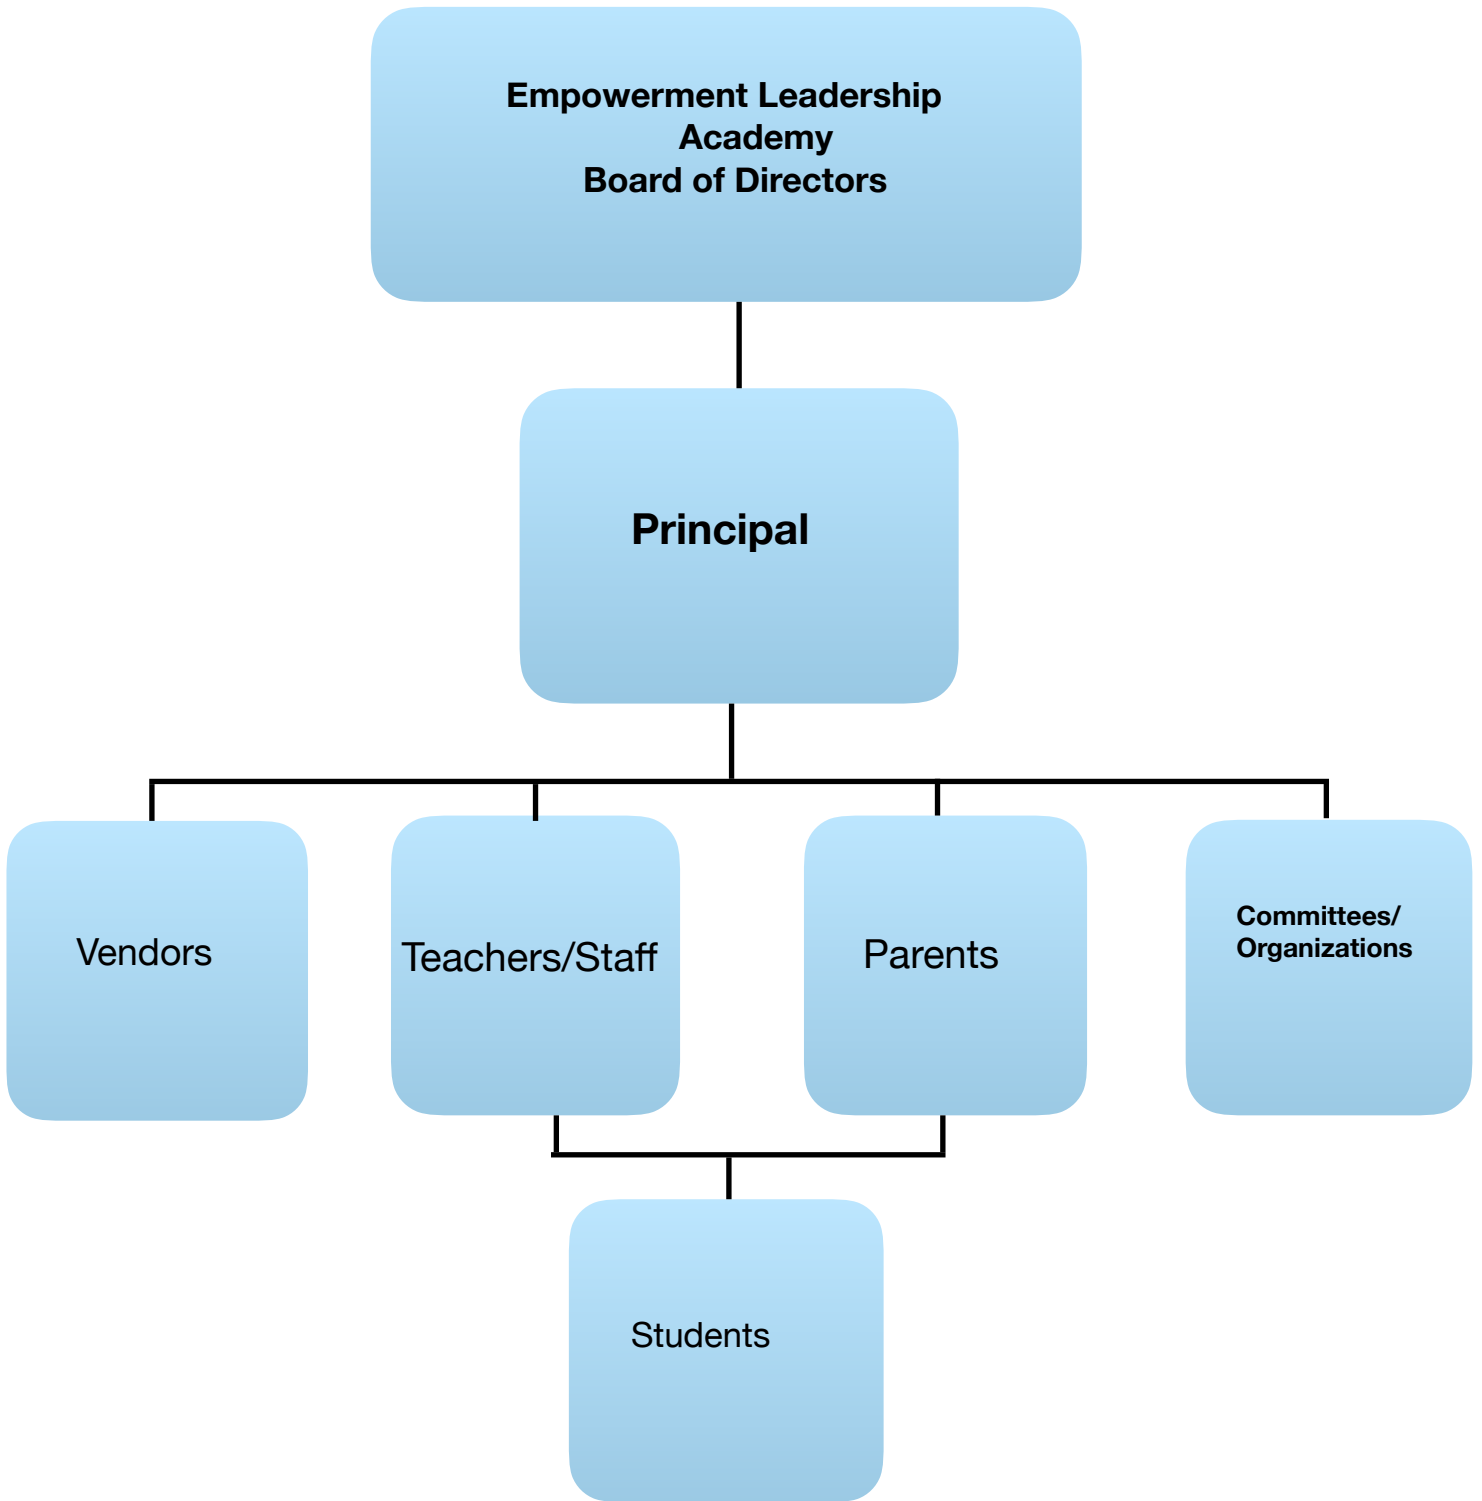 Empowerment Leadership
Academy
Board of Directors
Principal
Vendors
Teachers/Staff
Parents
Committees/
Organizations
Students